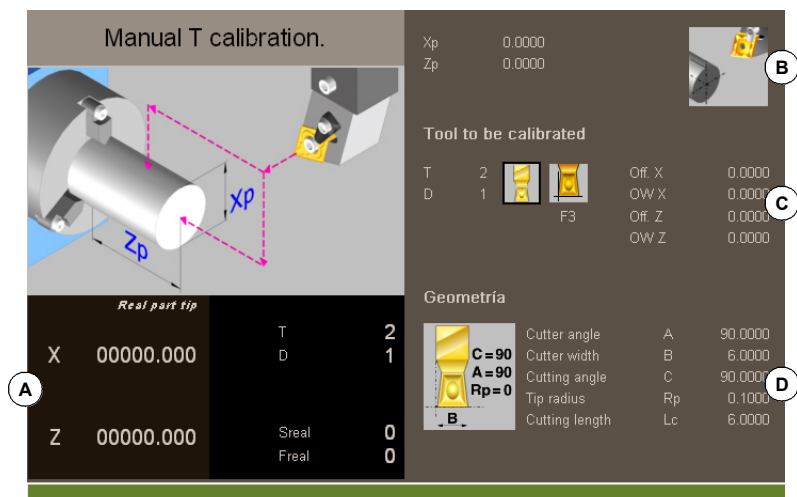 Manual T calibration.
Xp
Zp
Real part tip
X 00000.000
Z 00000.000
T 2
D 1
Sreal 0
Freal 0
A
Xp 0.0000
Zp 0.0000
B
Tool to be calibrated
T 2
D 1
F3
Off. X 0.0000
OW X 0.0000
Off. Z 0.0000
OW Z 0.0000
C
Geometría
C=90
A=90
Rp=0
B
Cutter angle A 90.0000
Cutter width B 6.0000
Cutting angle C 90.0000
Tip radius Rp 0.1000
Cutting length Lc 6.0000
D